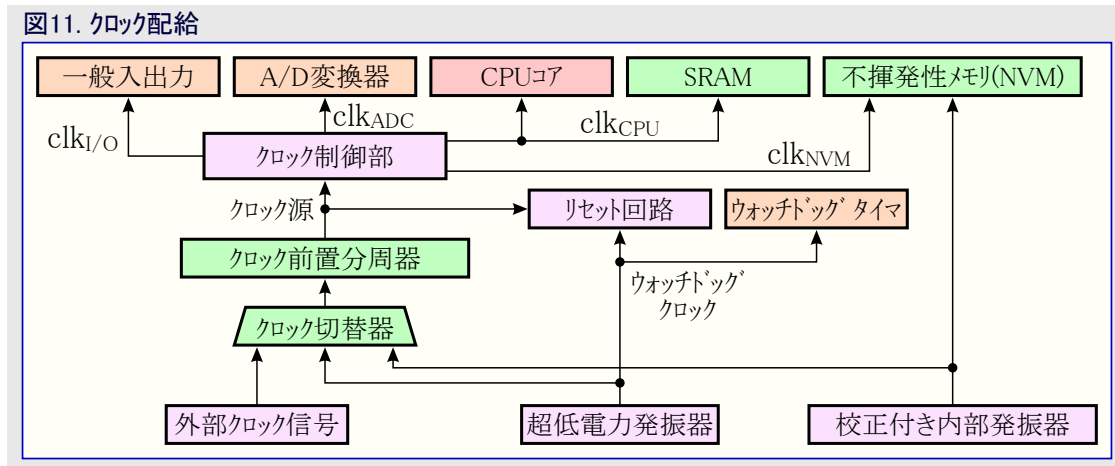 図11. クロック配給
一般入出力
A/D変換器
CPUコア
SRAM
不揮発性メモリ(NVM)
clkI/O
clkADC
clkCPU
clkNVM
クロック制御部
クロック源
リセット回路
ウォッチドッグ タイマ
クロック前置分周器
ウォッチドッグ
クロック
クロック切替器
外部クロック信号
超低電力発振器
校正付き内部発振器